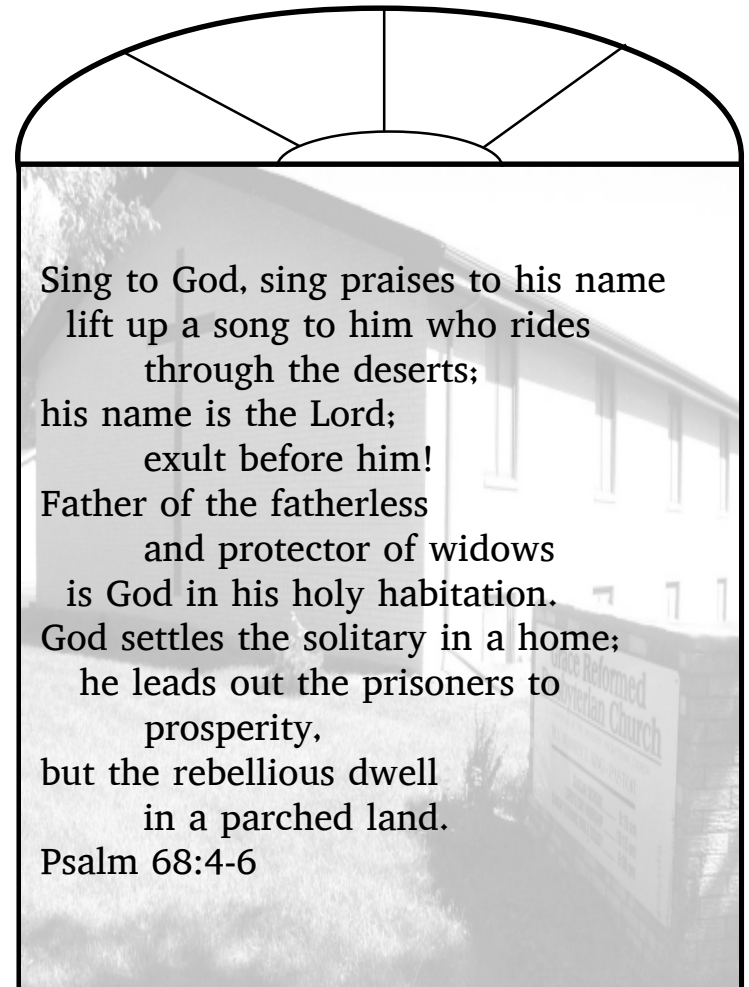 Sing to God, sing praises to his name
lift up a song to him who rides
through the deserts;
his name is the Lord;
exult before him!
Father of the fatherless
and protector of widows
is God in his holy habitation.
God settles the solitary in a home;
he leads out the prisoners to
prosperity,
but the rebellious dwell
in a parched land.
Psalm 68:4-6
Grace Reformed
Church